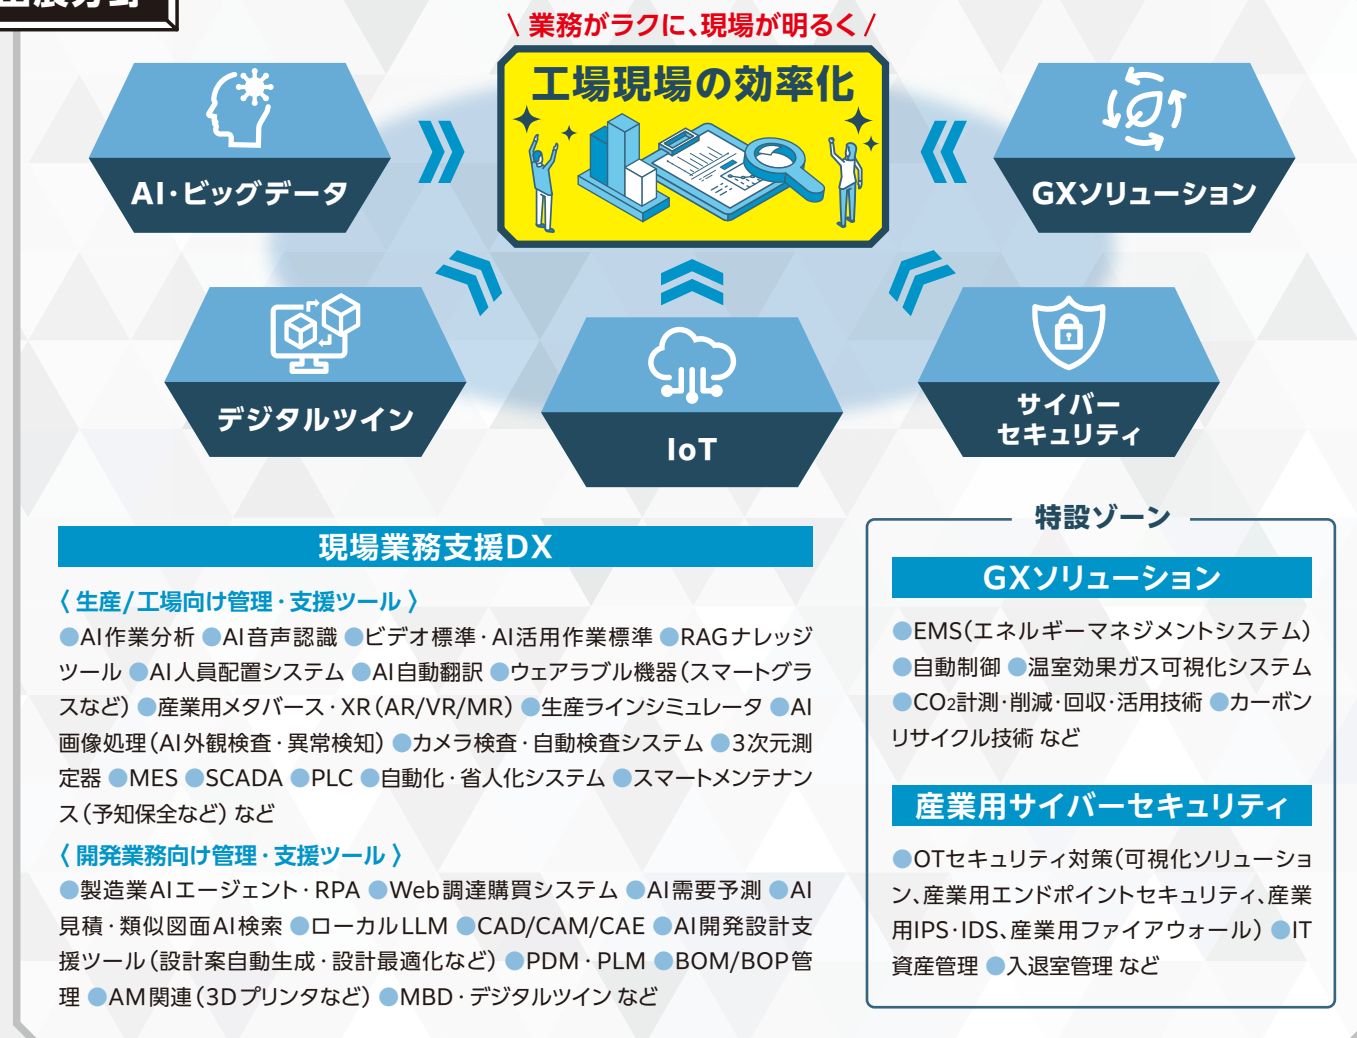 出展分野
\ 業務がラクに、現場が明るく /
工場現場の効率化
AI・ビッグデータ
GXソリューション
デジタルツイン
IoT
サイバー
セキュリティ
現場業務支援DX
〈 生産/工場向け管理・支援ツール 〉
●AI作業分析 ●AI音声認識 ●ビデオ標準・AI活用作業標準 ●RAGナレッジ
ツール ●AI人員配置システム ●AI自動翻訳 ●ウェアラブル機器(スマートグラ
スなど) ●産業用メタバース・XR(AR/VR/MR) ●生産ラインシミュレータ ●AI
画像処理(AI外観検査・異常検知) ●カメラ検査・自動検査システム ●3次元測
定器 ●MES ●SCADA ●PLC ●自動化・省人化システム ●スマートメンテナン
ス(予知保全など) など
〈 開発業務向け管理・支援ツール 〉
●製造業AIエージェント・RPA ●Web調達購買システム ●AI需要予測 ●AI
見積・類似図面AI検索 ●ローカルLLM ●CAD/CAM/CAE ●AI開発設計支
援ツール(設計案自動生成・設計最適化など) ●PDM・PLM ●BOM/BOP管
理 ●AM関連(3Dプリンタなど) ●MBD・デジタルツイン など
特設ゾーン
GXソリューション
●EMS(エネルギーマネジメントシステム)
●自動制御 ●温室効果ガス可視化システム
●CO2計測・削減・回収・活用技術 ●カーボン
リサイクル技術 など
産業用サイバーセキュリティ
●OTセキュリティ対策(可視化ソリューショ
ン、産業用エンドポイントセキュリティ、産業
用IPS・IDS、産業用ファイアウォール) ●IT
資産管理 ●入退室管理 など